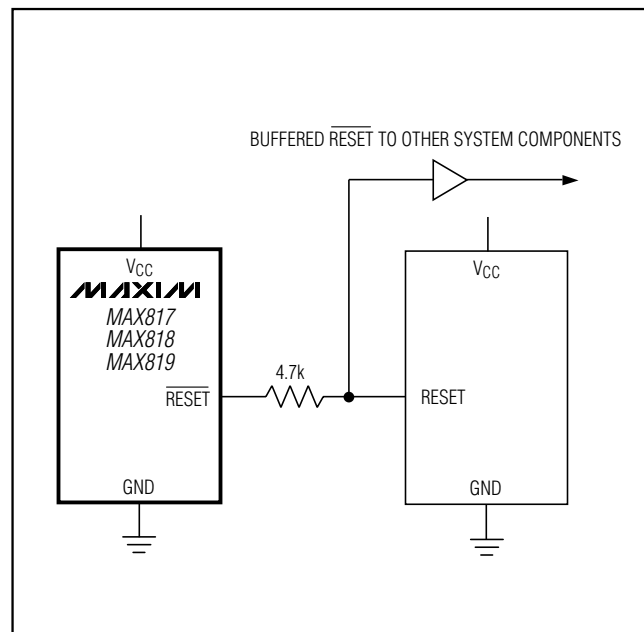 BUFFERED RESET TO OTHER SYSTEM COMPONENTS
VCC
MAXIM
MAX817
MAX818
MAX819
RESET
GND
4.7k
VCC
RESET
GND